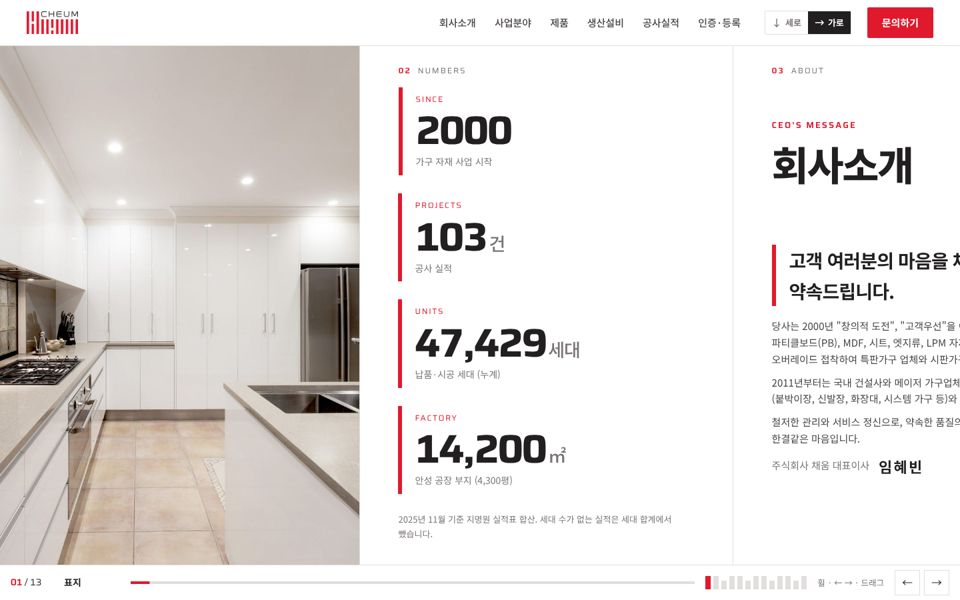 CHEUM
회사소개 사업분야 제품 생산설비 공사실적 인증·등록 ↓ 세로 → 가로 문의하기
02 NUMBERS
SINCE
2000
가구 자재 사업 시작
PROJECTS
103건
공사 실적
UNITS
47,429세대
납품·시공 세대 (누계)
FACTORY
14,200㎡
안성 공장 부지 (4,300평)
2025년 11월 기준 지명원 실적표 합산. 세대 수가 없는 실적은 세대 합계에서
뺐습니다.
03 ABOUT
CEO'S MESSAGE
회사소개
고객 여러분의 마음을
약속드립니다.
당사는 2000년 "창의적 도전", "고객우선"을
파티클보드(PB), MDF, 시트, 엣지류, LPM
오버레이드 접착하여 특판가구 업체와 시판가
2011년부터는 국내 건설사와 메이저 가구업체
(붙박이장, 신발장, 화장대, 시스템 가구 등)와
철저한 관리와 서비스 정신으로, 약속한 품질의
한결같은 마음입니다.
주식회사 채움 대표이사 임혜빈
01 / 13 표지 휠 · ← → · 드래그 ← →